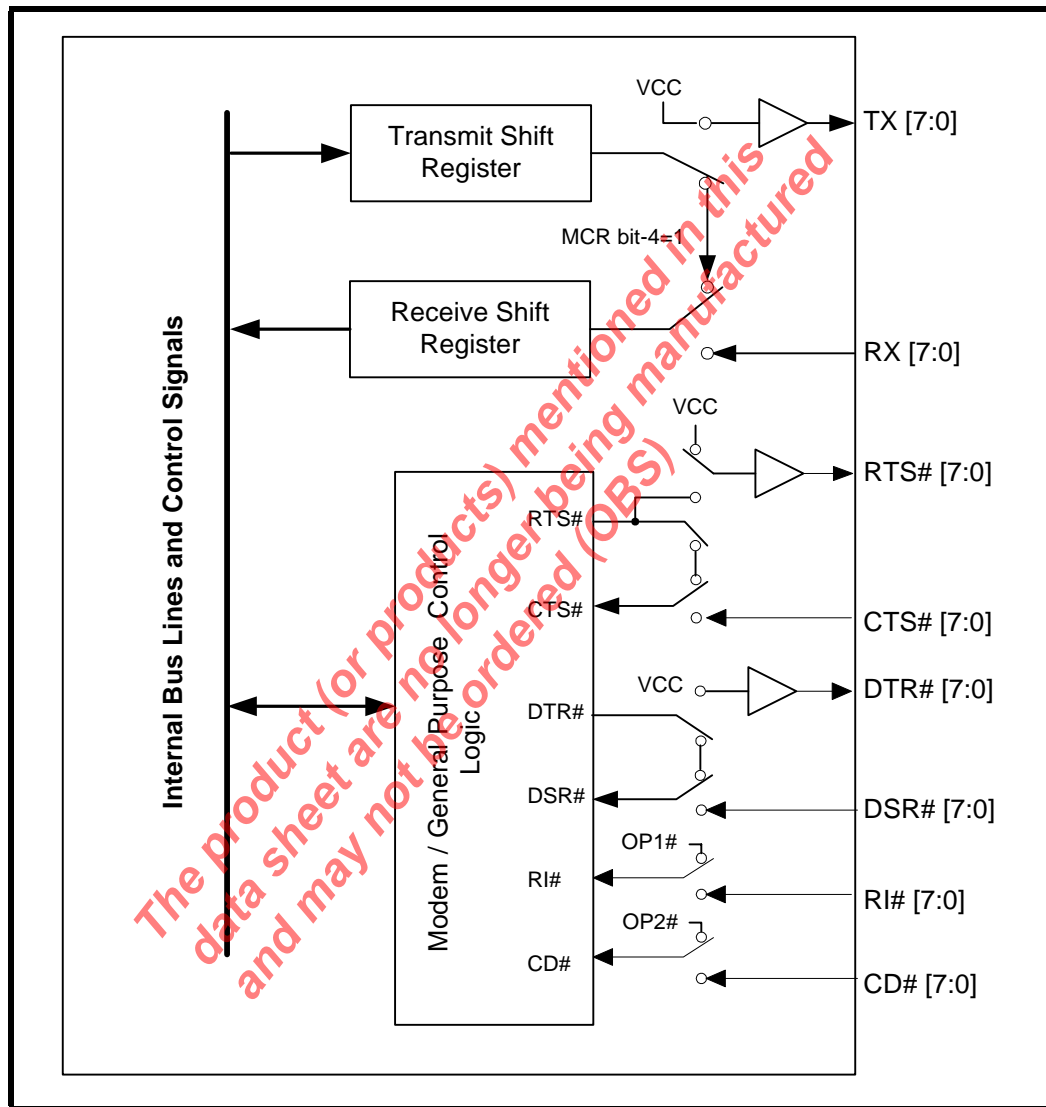 VCC
TX [7:0]
Transmit Shift
Register
MCR bit-4=1
Receive Shift
Register
RX [7:0]
VCC
RTS# [7:0]
RTS#
CTS#
CTS# [7:0]
VCC
DTR# [7:0]
DTR#
DSR#
DSR# [7:0]
OP1#
RI#
RI# [7:0]
OP2#
CD#
CD# [7:0]
Internal Bus Lines and Control Signals
Modem / General Purpose Control
Logic
The product (or products) mentioned in this
data sheet are no longer being manufactured
and may not be ordered (OBS)